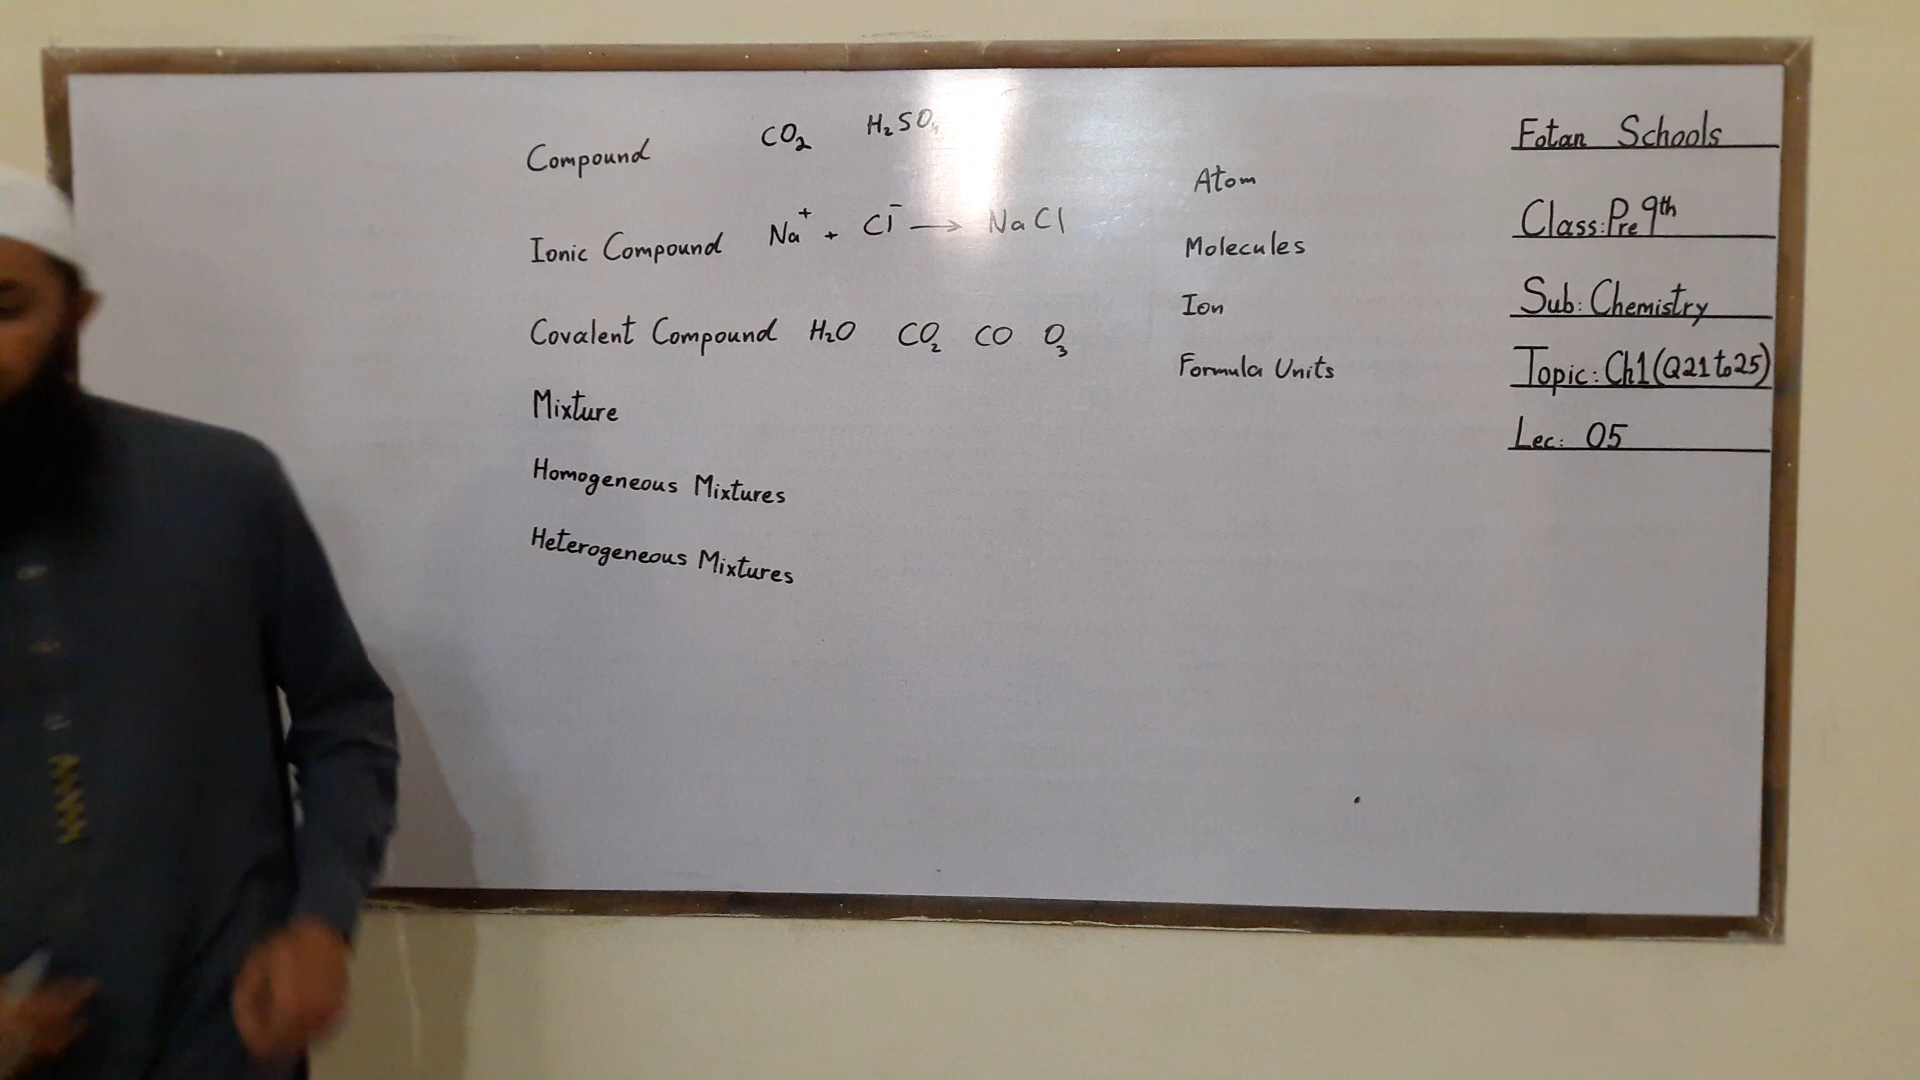 Compound CO₂ H₂SO₄
Ionic Compound Na⁺ + Cl⁻ → NaCl
Covalent Compound H₂O CO₂ CO O₃
Mixture
Homogeneous Mixtures
Heterogeneous Mixtures
Atom
Molecules
Ion
Formula Units
Fotan Schools
Class: Pre 9th
Sub: Chemistry
Topic: Ch1 (Q21 to 25)
Lec: 05